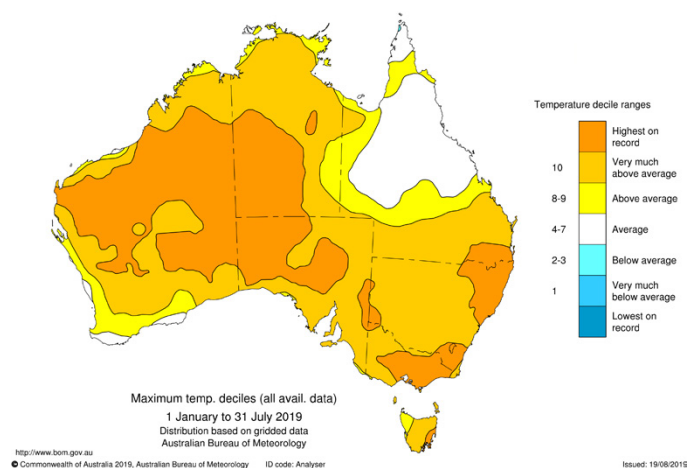 Temperature decile ranges
Highest on
record
10
Very much
above average
8-9
Above average
4-7
Average
2-3
Below average
1
Very much
below average
Lowest on
record
Maximum temp. deciles (all avail. data)
1 January to 31 July 2019
Distribution based on gridded data
Australian Bureau of Meteorology
http://www.bom.gov.au
© Commonwealth of Australia 2019, Australian Bureau of Meteorology ID code: Analyser Issued: 19/08/2019